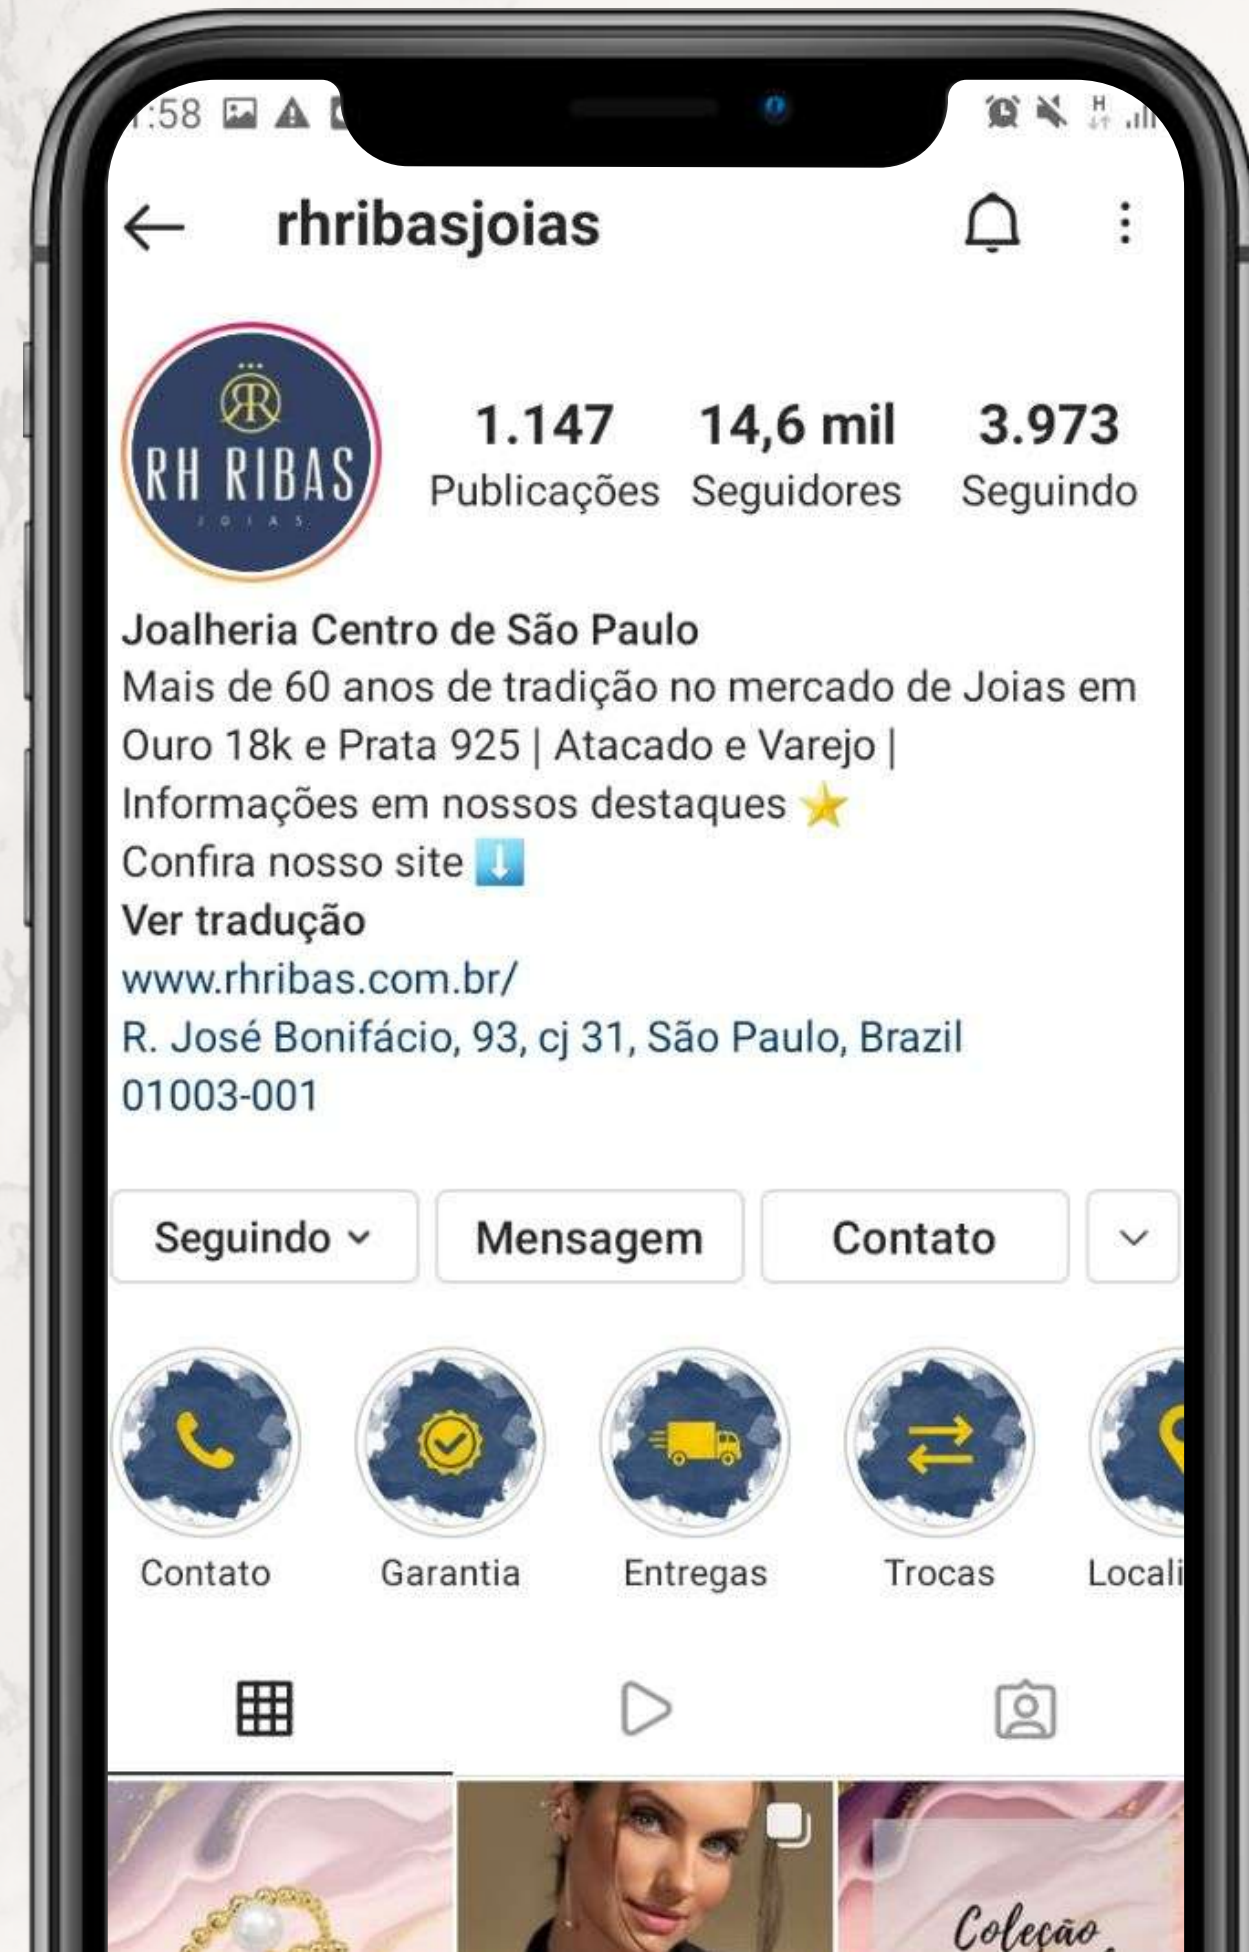 :58
H
rhribasjoias
RR
RH RIBAS
JOIAS
1.147 14,6 mil 3.973
Publicações Seguidores Seguindo
Joalheria Centro de São Paulo
Mais de 60 anos de tradição no mercado de Joias em
Ouro 18k e Prata 925 | Atacado e Varejo |
Informações em nossos destaques ⭐
Confira nosso site ⬇️
Ver tradução
www.rhribas.com.br/
R. José Bonifácio, 93, cj 31, São Paulo, Brazil
01003-001
Seguindo Mensagem Contato
Contato Garantia Entregas Trocas Locali
Coleção